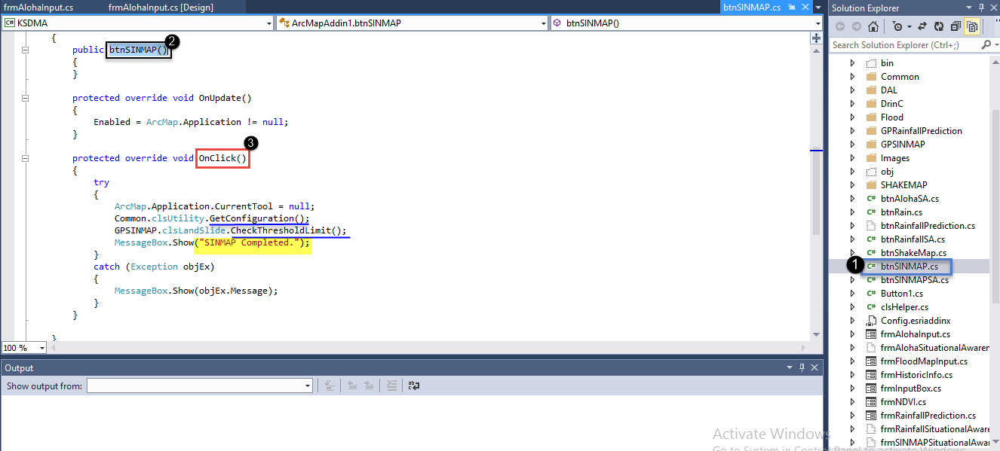 frmAlohaInput.cs frmAlohaInput.cs [Design] btnSINMAP.cs
C# KSDMA ArcMapAddin1.btnSINMAP btnSINMAP()
{
2
public btnSINMAP()
{
}
protected override void OnUpdate()
{
Enabled = ArcMap.Application != null;
}
3
protected override void OnClick()
{
try
{
ArcMap.Application.CurrentTool = null;
Common.clsUtility.GetConfiguration();
GPSINMAP.clsLandSlide.CheckThresholdLimit();
MessageBox.Show("SINMAP Completed.");
}
catch (Exception objEx)
{
MessageBox.Show(objEx.Message);
}
}
}
100 %
Output
Show output from:
Solution Explorer
Search Solution Explorer (Ctrl+;)
bin
Common
DAL
DrinC
Flood
GPRainfallPrediction
GPSINMAP
Images
obj
SHAKEMAP
C# btnAlohaSA.cs
C# btnRain.cs
btnRainfallPrediction.cs
C# btnRainfallSA.cs
C# btnShakeMap.cs
1 C# btnSINMAP.cs
C# btnSINMAPSA.cs
C# Button1.cs
C# clsHelper.cs
Config.esriaddinx
frmAlohaInput.cs
frmAlohaSituationalAwaren
frmFloodMapInput.cs
frmHistoricInfo.cs
frmInputBox.cs
frmNDVI.cs
frmRainfallPrediction.cs
frmRainfallSituationalAware
frmSINMAPSituationalAwa
Activate Windows
Go to System in Control Panel to activate Windows.